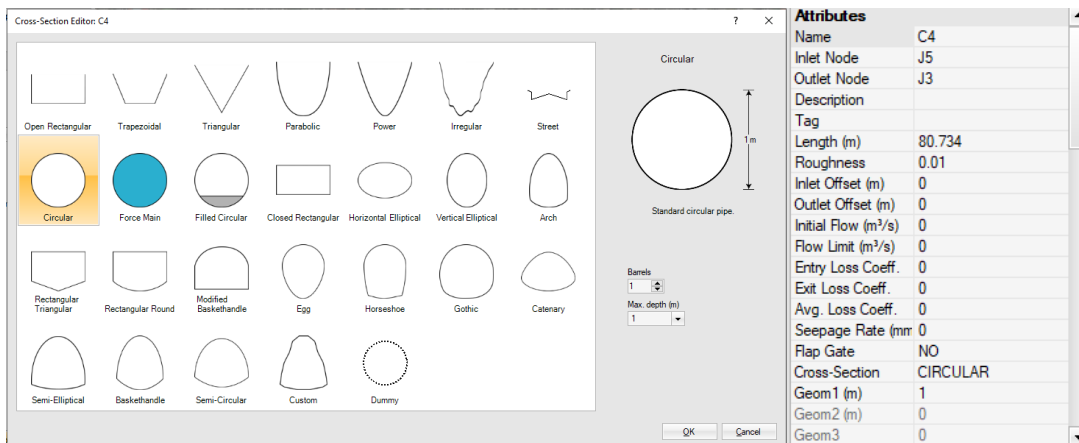 Cross-Section Editor: C4
?
×
Open Rectangular
Trapezoidal
Triangular
Parabolic
Power
Irregular
Street
Circular
Force Main
Filled Circular
Closed Rectangular
Horizontal Elliptical
Vertical Elliptical
Arch
Rectangular
Triangular
Rectangular Round
Modified
Baskethandle
Egg
Horseshoe
Gothic
Catenary
Semi-Elliptical
Baskethandle
Semi-Circular
Custom
Dummy
Circular
1 m
Standard circular pipe.
Barrels
1
Max. depth (m)
1
OK
Cancel
Attributes
Name C4
Inlet Node J5
Outlet Node J3
Description
Tag
Length (m) 80.734
Roughness 0.01
Inlet Offset (m) 0
Outlet Offset (m) 0
Initial Flow (m³/s) 0
Flow Limit (m³/s) 0
Entry Loss Coeff. 0
Exit Loss Coeff. 0
Avg. Loss Coeff. 0
Seepage Rate (mm 0
Flap Gate NO
Cross-Section CIRCULAR
Geom1 (m) 1
Geom2 (m) 0
Geom3 0